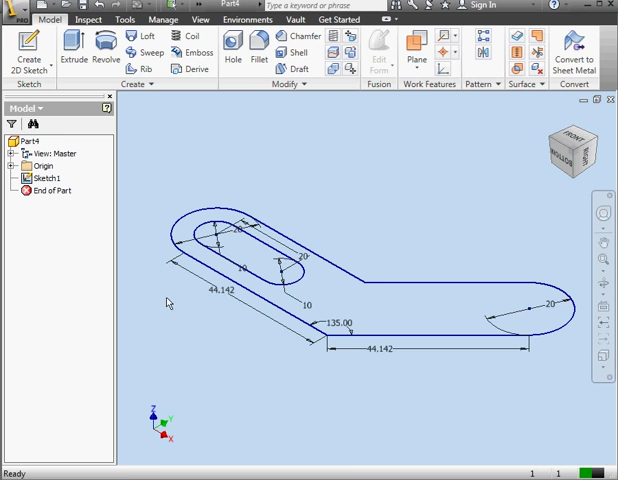 PRO
Part4
Type a keyword or phrase
Sign In
Model Inspect Tools Manage View Environments Vault Get Started
Create 2D Sketch
Extrude
Revolve
Loft
Sweep
Rib
Coil
Emboss
Derive
Hole
Fillet
Chamfer
Shell
Draft
Edit Form
Plane
Convert to Sheet Metal
Sketch
Create
Modify
Fusion
Work Features
Pattern
Surface
Convert
Model
Part4
View: Master
Origin
Sketch1
End of Part
FRONT
BOTTOM
Right
20
20
10
10
44.142
135.00
44.142
20
Z
Y
X
Ready
1
1